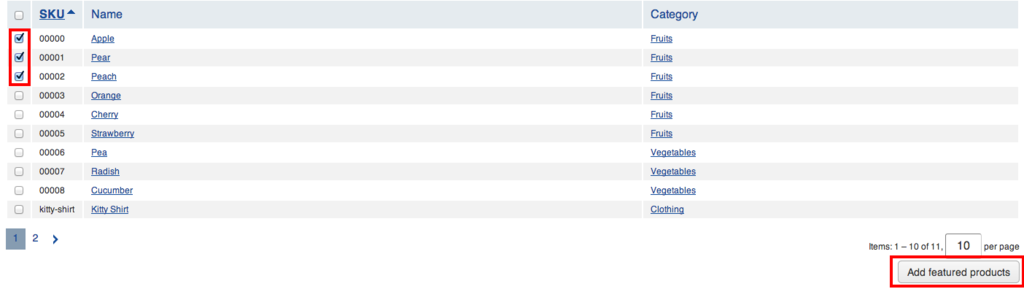 SKU Name Category
00000 Apple Fruits
00001 Pear Fruits
00002 Peach Fruits
00003 Orange Fruits
00004 Cherry Fruits
00005 Strawberry Fruits
00006 Pea Vegetables
00007 Radish Vegetables
00008 Cucumber Vegetables
kitty-shirt Kitty Shirt Clothing
1 2 >
Items: 1 – 10 of 11, 10 per page
Add featured products